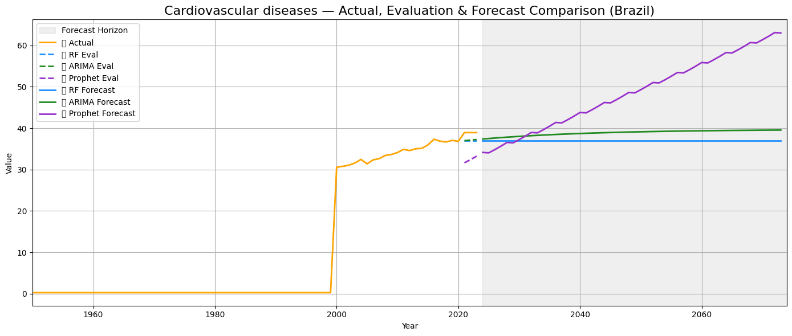 Cardiovascular diseases — Actual, Evaluation & Forecast Comparison (Brazil)
Forecast Horizon
Actual
RF Eval
ARIMA Eval
Prophet Eval
RF Forecast
ARIMA Forecast
Prophet Forecast
Value
60
50
40
30
20
10
0
1960
1980
2000
2020
2040
2060
Year